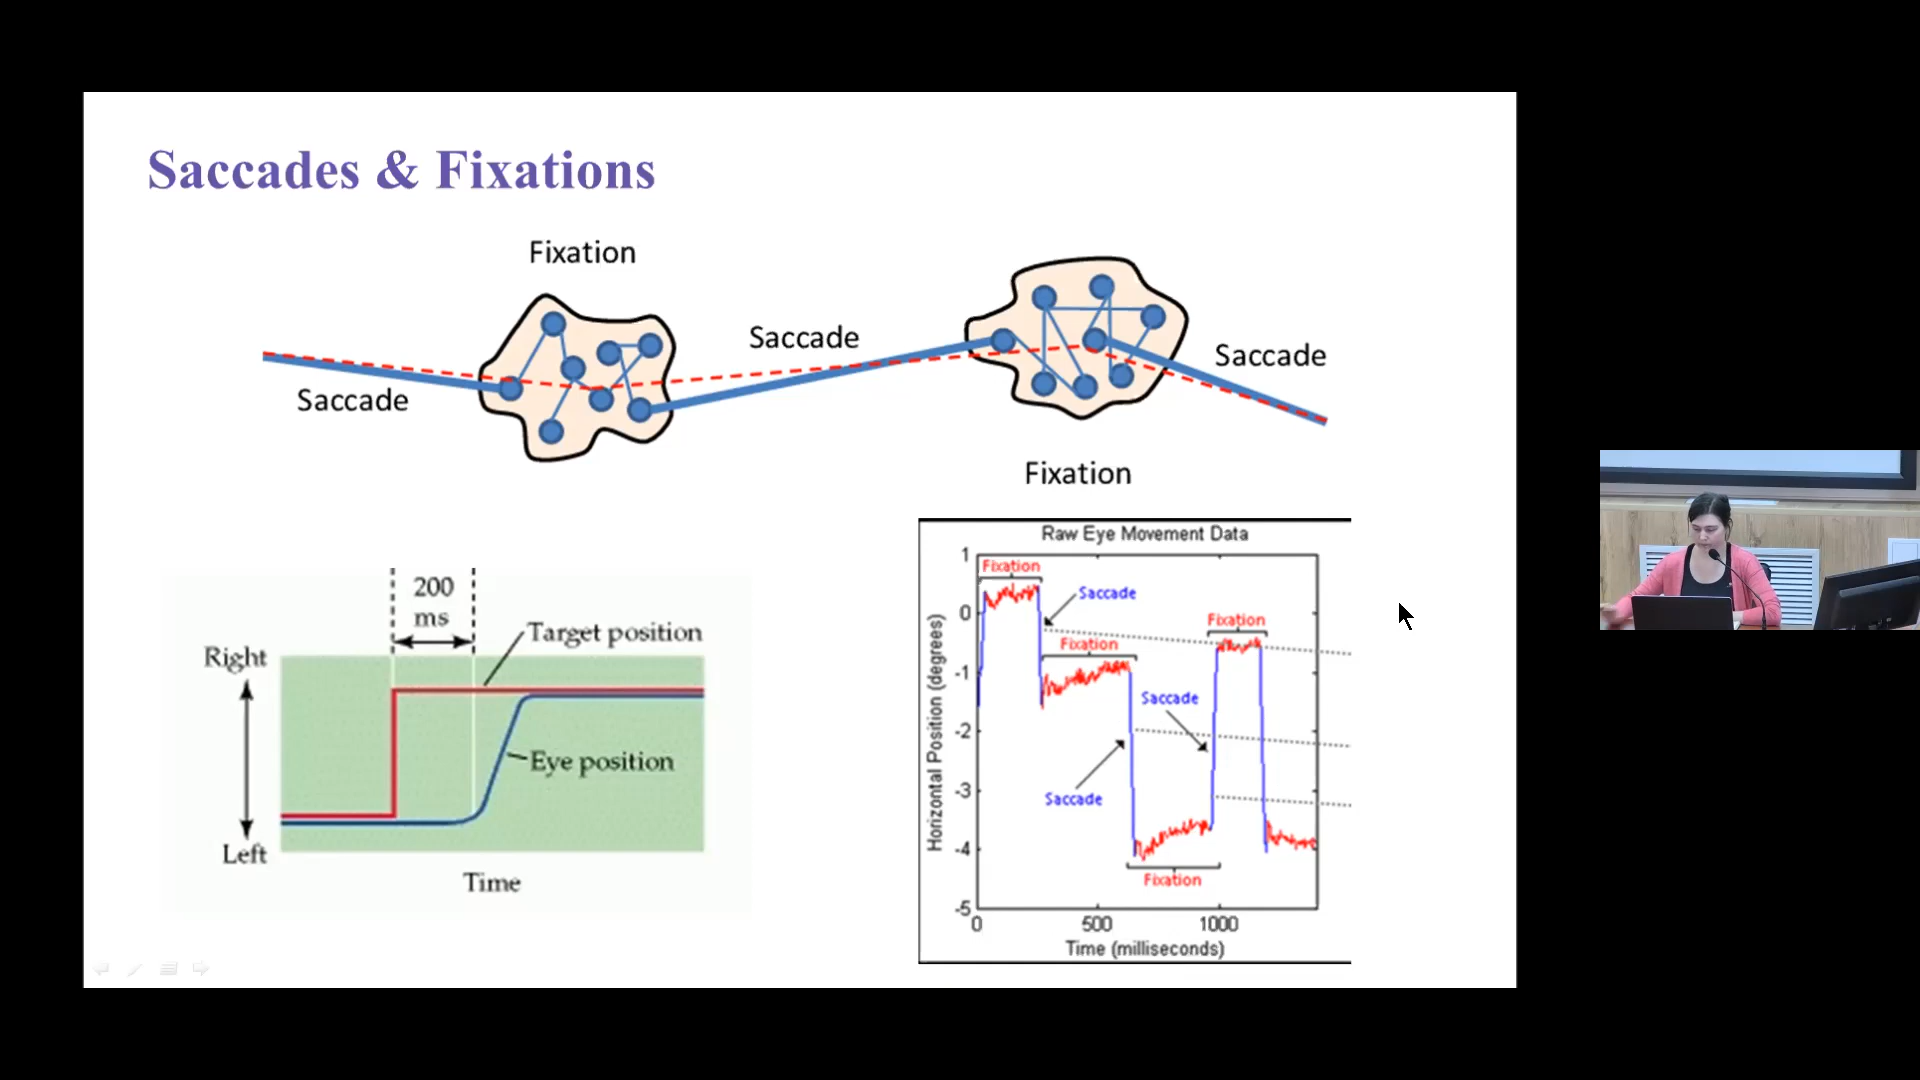 Saccades & Fixations
Fixation
Saccade
Saccade
Saccade
Fixation
200
ms
Target position
Right
Eye position
Left
Time
Raw Eye Movement Data
1
Fixation
Saccade
0
Fixation
Fixation
-1
Saccade
-2
Horizontal Position (degrees)
-3
Saccade
-4
Fixation
-5
0
500
1000
Time (milliseconds)